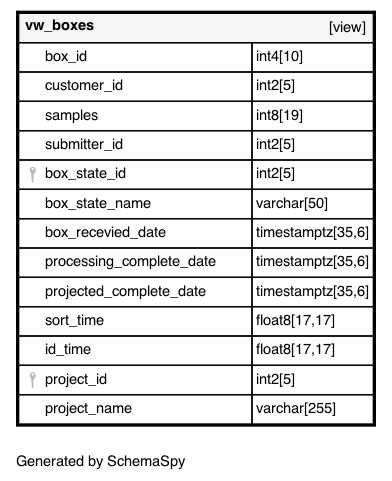 vw_boxes [view]
box_id int4[10]
customer_id int2[5]
samples int8[19]
submitter_id int2[5]
box_state_id int2[5]
box_state_name varchar[50]
box_recevied_date timestamptz[35,6]
processing_complete_date timestamptz[35,6]
projected_complete_date timestamptz[35,6]
sort_time float8[17,17]
id_time float8[17,17]
project_id int2[5]
project_name varchar[255]
Generated by SchemaSpy